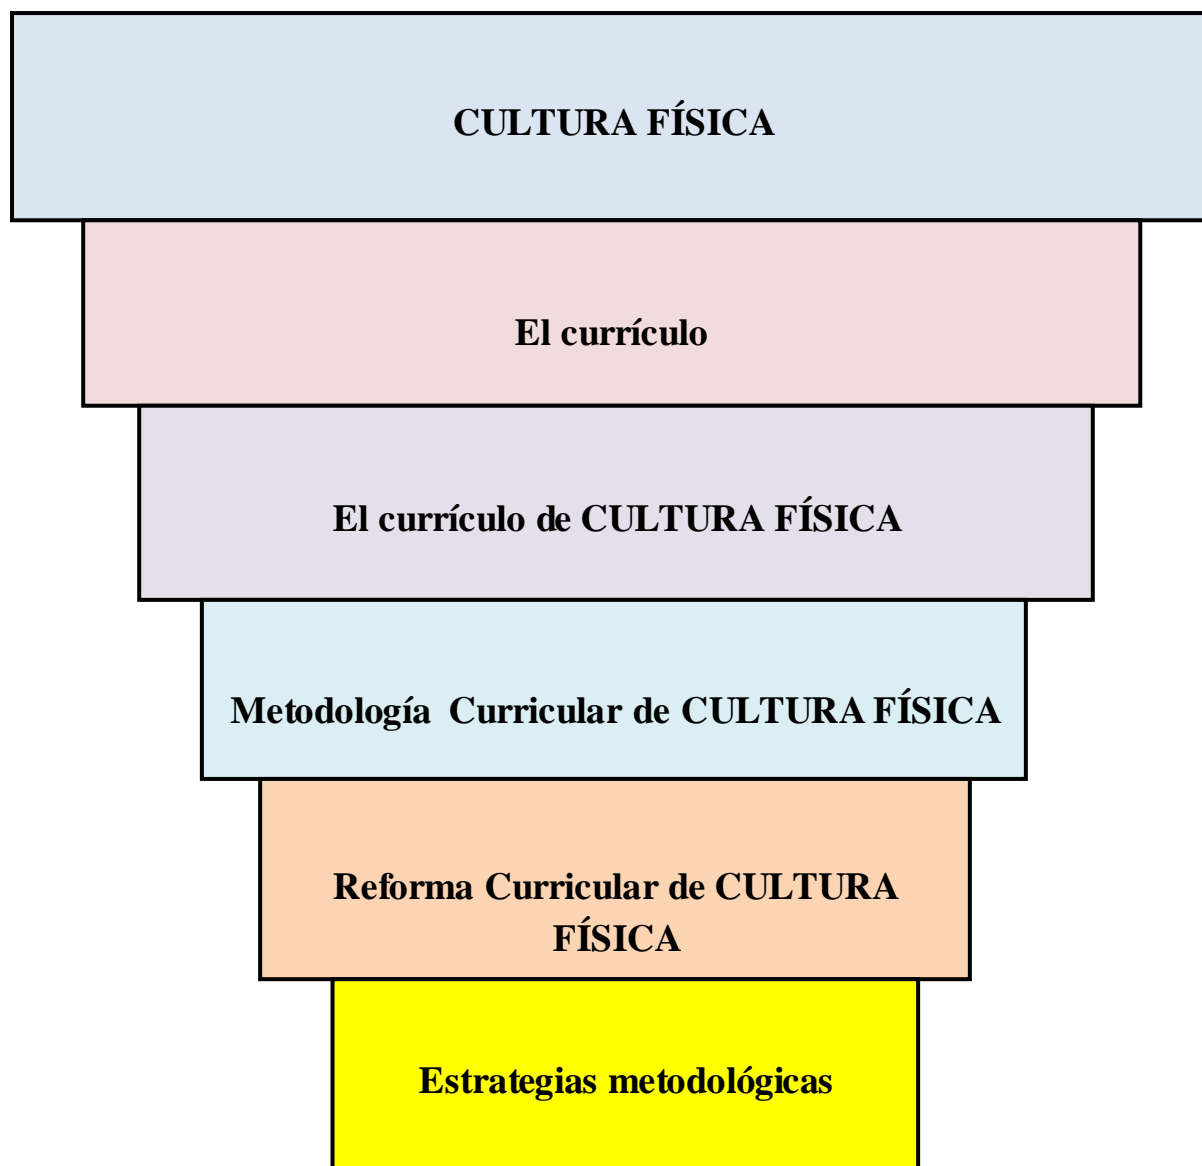 CULTURA FÍSICA
El currículo
El currículo de CULTURA FÍSICA
Metodología Curricular de CULTURA FÍSICA
Reforma Curricular de CULTURA
FÍSICA
Estrategias metodológicas